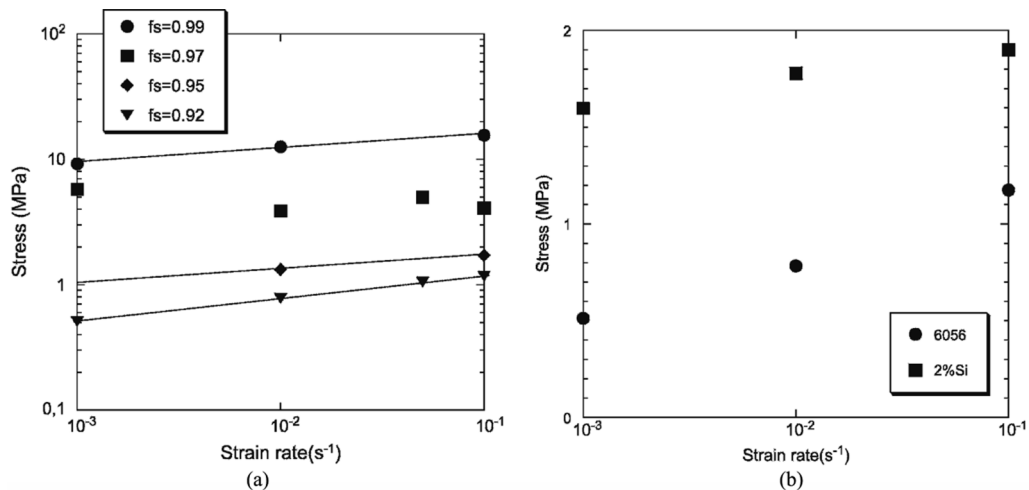 fs=0.99
fs=0.97
fs=0.95
fs=0.92
10²
10
1
0,1
Stress (MPa)
10⁻³
10⁻²
10⁻¹
Strain rate(s⁻¹)
(a)
2
1
0
Stress (MPa)
6056
2%Si
10⁻³
10⁻²
10⁻¹
Strain rate(s⁻¹)
(b)